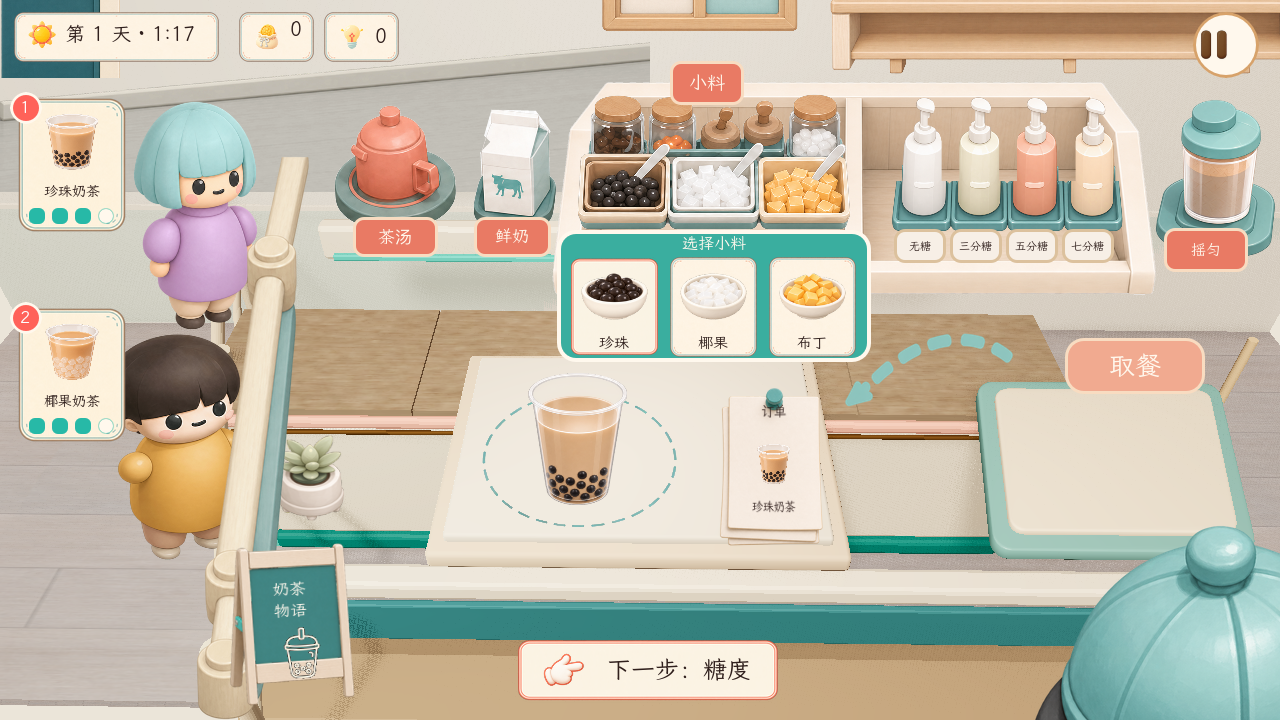 第 1 天·1:17
0
0
小料
1
珍珠奶茶
2
椰果奶茶
茶汤
鲜奶
选择小料
珍珠
椰果
布丁
无糖
三分糖
五分糖
七分糖
摇匀
取餐
订单
珍珠奶茶
奶茶
物语
下一步：糖度